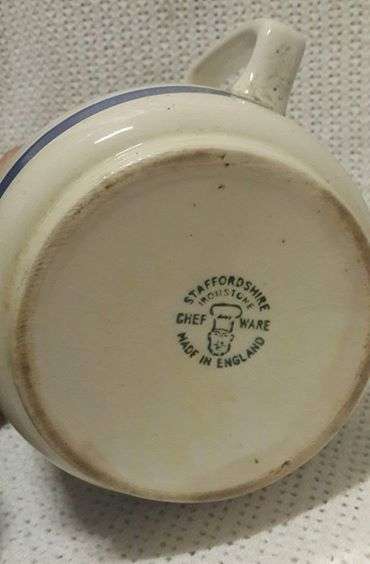 STAFFORDSHIRE
IRONSTONE
CHEF WARE
MADE IN ENGLAND